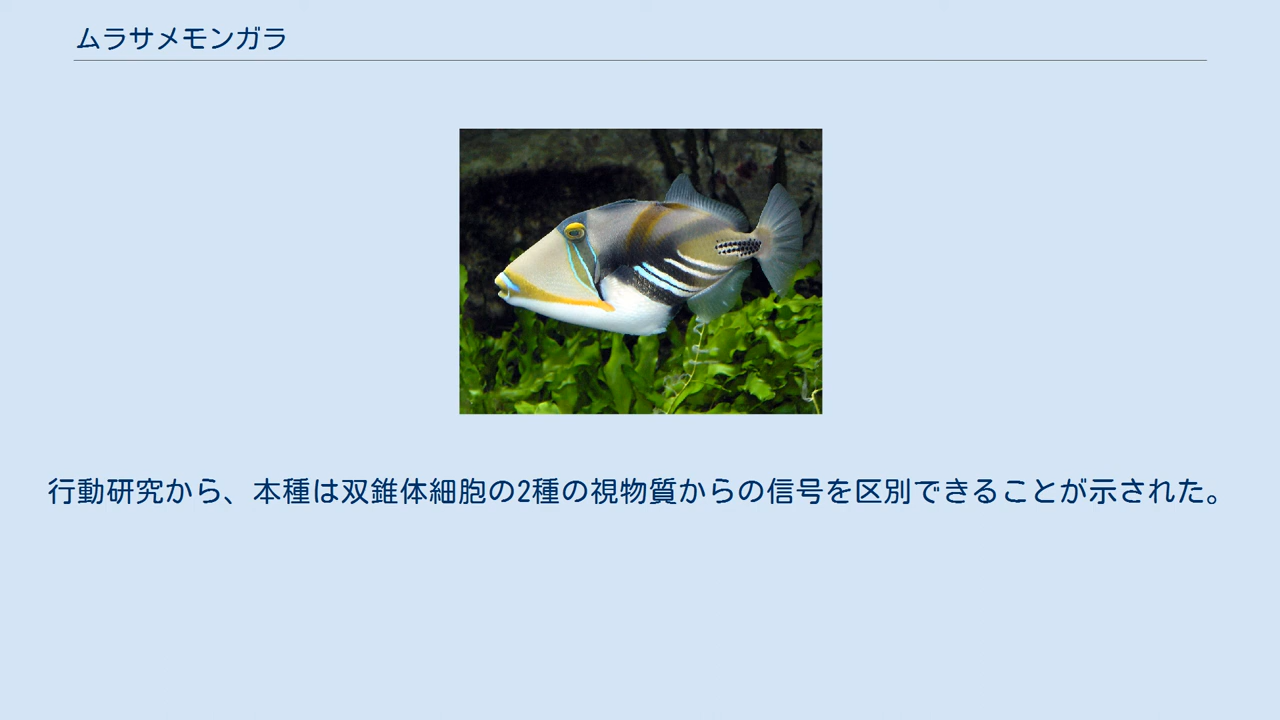 ムラサメモンガラ
行動研究から、本種は双錐体細胞の2種の視物質からの信号を区別できることが示された。